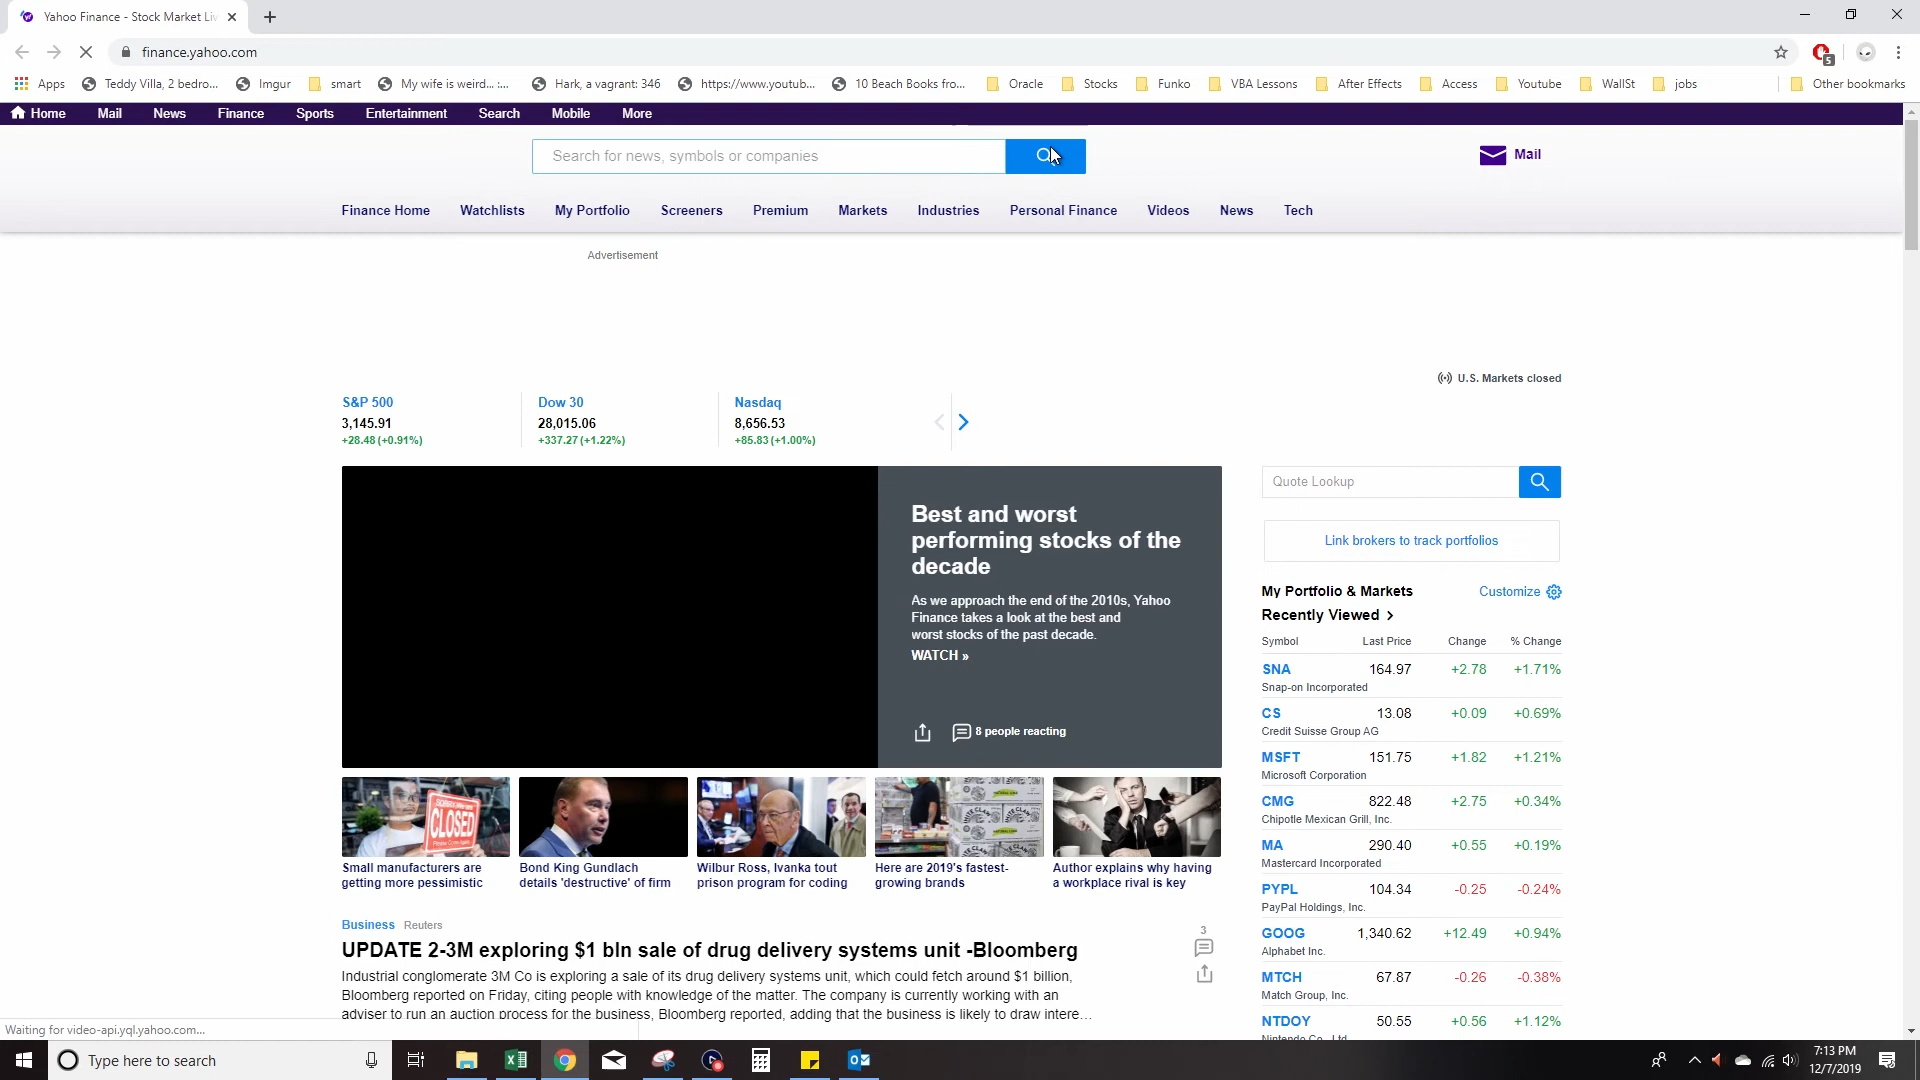 Yahoo Finance - Stock Market Liv
finance.yahoo.com
5
Apps Teddy Villa, 2 bedro... Imgur smart My wife is weird... :... Hark, a vagrant: 346 https://www.youtub... 10 Beach Books fro... Oracle Stocks Funko VBA Lessons After Effects Access Youtube WallSt jobs Other bookmarks
Home Mail News Finance Sports Entertainment Search Mobile More
Search for news, symbols or companies
Mail
Finance Home Watchlists My Portfolio Screeners Premium Markets Industries Personal Finance Videos News Tech
Advertisement
U.S. Markets closed
S&P 500 Dow 30 Nasdaq
3,145.91 28,015.06 8,656.53
+28.48 (+0.91%) +337.27 (+1.22%) +85.83 (+1.00%)
Best and worst
performing stocks of the
decade
As we approach the end of the 2010s, Yahoo
Finance takes a look at the best and
worst stocks of the past decade.
WATCH »
8 people reacting
CLOSED
Small manufacturers are
getting more pessimistic
Bond King Gundlach
details 'destructive' of firm
Wilbur Ross, Ivanka tout
prison program for coding
Here are 2019's fastest-
growing brands
Author explains why having
a workplace rival is key
Business Reuters
UPDATE 2-3M exploring $1 bln sale of drug delivery systems unit -Bloomberg
Industrial conglomerate 3M Co is exploring a sale of its drug delivery systems unit, which could fetch around $1 billion,
Bloomberg reported on Friday, citing people with knowledge of the matter. The company is currently working with an
adviser to run an auction process for the business, Bloomberg reported, adding that the business is likely to draw intere...
3
Quote Lookup
Link brokers to track portfolios
My Portfolio & Markets Customize
Recently Viewed
Symbol Last Price Change % Change
SNA 164.97 +2.78 +1.71%
Snap-on Incorporated
CS 13.08 +0.09 +0.69%
Credit Suisse Group AG
MSFT 151.75 +1.82 +1.21%
Microsoft Corporation
CMG 822.48 +2.75 +0.34%
Chipotle Mexican Grill, Inc.
MA 290.40 +0.55 +0.19%
Mastercard Incorporated
PYPL 104.34 -0.25 -0.24%
PayPal Holdings, Inc.
GOOG 1,340.62 +12.49 +0.94%
Alphabet Inc.
MTCH 67.87 -0.26 -0.38%
Match Group, Inc.
NTDOY 50.55 +0.56 +1.12%
Nintendo Co., Ltd.
Waiting for video-api.yql.yahoo.com...
Type here to search
7:13 PM
12/7/2019